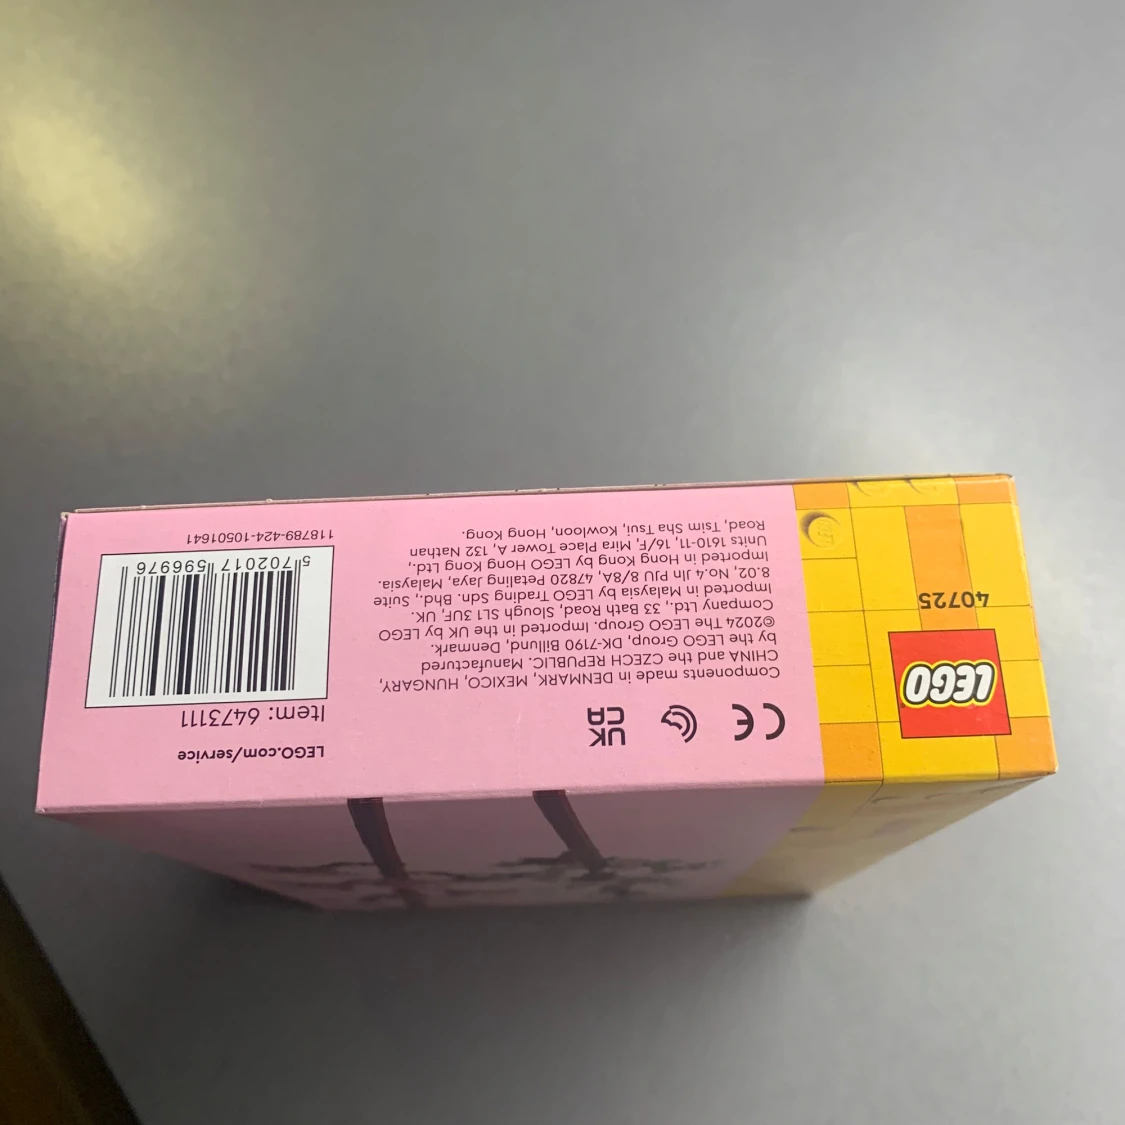 LEGO
40725
Components made in DENMARK, MEXICO, HUNGARY,
CHINA and the CZECH REPUBLIC. Manufactured
by the LEGO Group, DK-7190 Billund, Denmark.
©2024 The LEGO Group. Imported in the UK by LEGO
Company Ltd., 33 Bath Road, Slough SL1 3UF, UK.
Imported in Malaysia by LEGO Trading Sdn. Bhd., Suite
8.02, No.4 Jln P/U 8/8A, 47820 Petaling Jaya, Malaysia.
Imported in Hong Kong by LEGO Hong Kong Ltd.,
Units 1610-11, 16/F, Mira Place Tower A, 132 Nathan
Road, Tsim Sha Tsui, Kowloon, Hong Kong.
CE
UK
CA
LEGO.com/service
Item: 6473111
5 702017 596976
118789-424-10501641